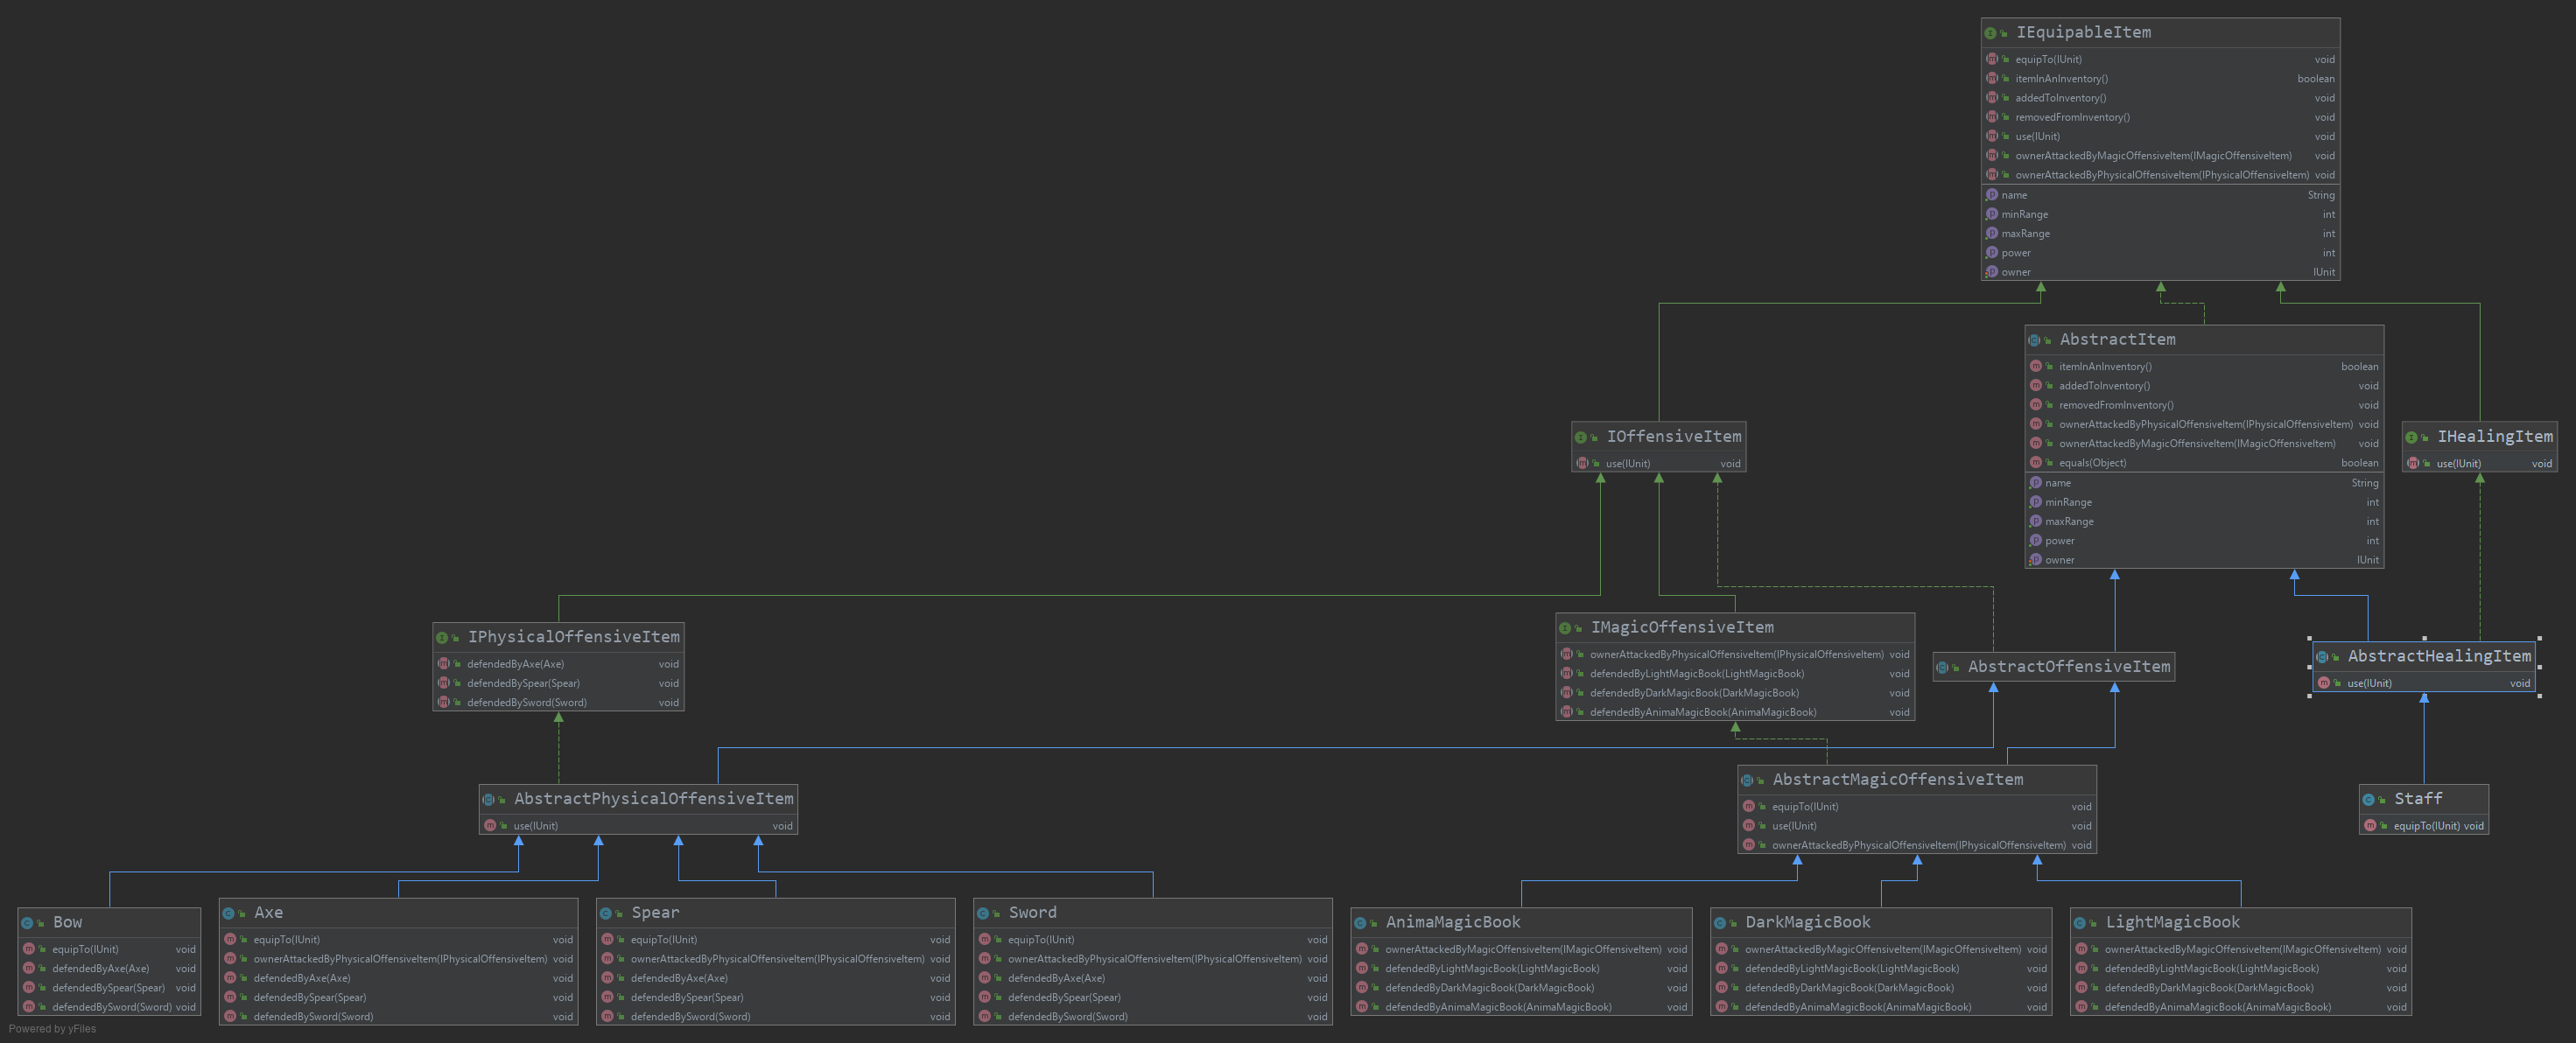 IEquipableItem
equipTo(IUnit) void
itemInAnInventory() boolean
addedToInventory() void
removedFromInventory() void
use(IUnit) void
ownerAttackedByMagicOffensiveItem(IMagicOffensiveItem) void
ownerAttackedByPhysicalOffensiveItem(IPhysicalOffensiveItem) void
name String
minRange int
maxRange int
power int
owner IUnit
AbstractItem
itemInAnInventory() boolean
addedToInventory() void
removedFromInventory() void
ownerAttackedByPhysicalOffensiveItem(IPhysicalOffensiveItem) void
ownerAttackedByMagicOffensiveItem(IMagicOffensiveItem) void
equals(Object) boolean
name String
minRange int
maxRange int
power int
owner IUnit
IOffensiveItem
use(IUnit) void
IHealingItem
use(IUnit) void
IPhysicalOffensiveItem
defendedByAxe(Axe) void
defendedBySpear(Spear) void
defendedBySword(Sword) void
IMagicOffensiveItem
ownerAttackedByPhysicalOffensiveItem(IPhysicalOffensiveItem) void
defendedByLightMagicBook(LightMagicBook) void
defendedByDarkMagicBook(DarkMagicBook) void
defendedByAnimaMagicBook(AnimaMagicBook) void
AbstractOffensiveItem
AbstractHealingItem
use(IUnit) void
AbstractPhysicalOffensiveItem
use(IUnit) void
AbstractMagicOffensiveItem
equipTo(IUnit) void
use(IUnit) void
ownerAttackedByPhysicalOffensiveItem(IPhysicalOffensiveItem) void
Staff
equipTo(IUnit) void
Bow
equipTo(IUnit) void
defendedByAxe(Axe) void
defendedBySpear(Spear) void
defendedBySword(Sword) void
Axe
equipTo(IUnit) void
ownerAttackedByPhysicalOffensiveItem(IPhysicalOffensiveItem) void
defendedByAxe(Axe) void
defendedBySpear(Spear) void
defendedBySword(Sword) void
Spear
equipTo(IUnit) void
ownerAttackedByPhysicalOffensiveItem(IPhysicalOffensiveItem) void
defendedByAxe(Axe) void
defendedBySpear(Spear) void
defendedBySword(Sword) void
Sword
equipTo(IUnit) void
ownerAttackedByPhysicalOffensiveItem(IPhysicalOffensiveItem) void
defendedByAxe(Axe) void
defendedBySpear(Spear) void
defendedBySword(Sword) void
AnimaMagicBook
ownerAttackedByMagicOffensiveItem(IMagicOffensiveItem) void
defendedByLightMagicBook(LightMagicBook) void
defendedByDarkMagicBook(DarkMagicBook) void
defendedByAnimaMagicBook(AnimaMagicBook) void
DarkMagicBook
ownerAttackedByMagicOffensiveItem(IMagicOffensiveItem) void
defendedByLightMagicBook(LightMagicBook) void
defendedByDarkMagicBook(DarkMagicBook) void
defendedByAnimaMagicBook(AnimaMagicBook) void
LightMagicBook
ownerAttackedByMagicOffensiveItem(IMagicOffensiveItem) void
defendedByLightMagicBook(LightMagicBook) void
defendedByDarkMagicBook(DarkMagicBook) void
defendedByAnimaMagicBook(AnimaMagicBook) void
Powered by yFiles